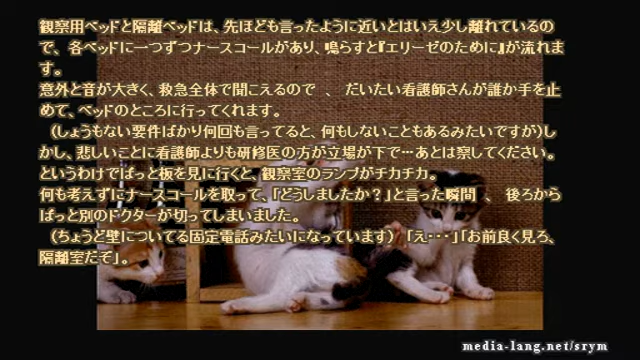 観察用ベッドと隔離ベッドは、先ほども言ったように近いとはいえ少し離れているの
で、各ベッドに一つずつナースコールがあり、鳴らすと『エリーゼのために』が流れま
す。
意外と音が大きく、救急全体で聞こえるので 、 だいたい看護師さんが誰か手を止
めて、ベッドのところに行ってくれます。
(しょうもない要件ばかり何回も言ってると、何もしないこともあるみたいですが)し
かし、悲しいことに看護師よりも研修医の方が立場が下で…あとは察してください。
というわけでぱっと板を見に行くと、観察室のランプがチカチカ。
何も考えずにナースコールを取って、「どうしましたか？」と言った瞬間 、 後ろから
ぱっと別のドクターが切ってしまいました。
(ちょうど壁についてる固定電話みたいになっています) 「え・・・」「お前良く見ろ、
隔離室だぞ」。
media-lang.net/srym